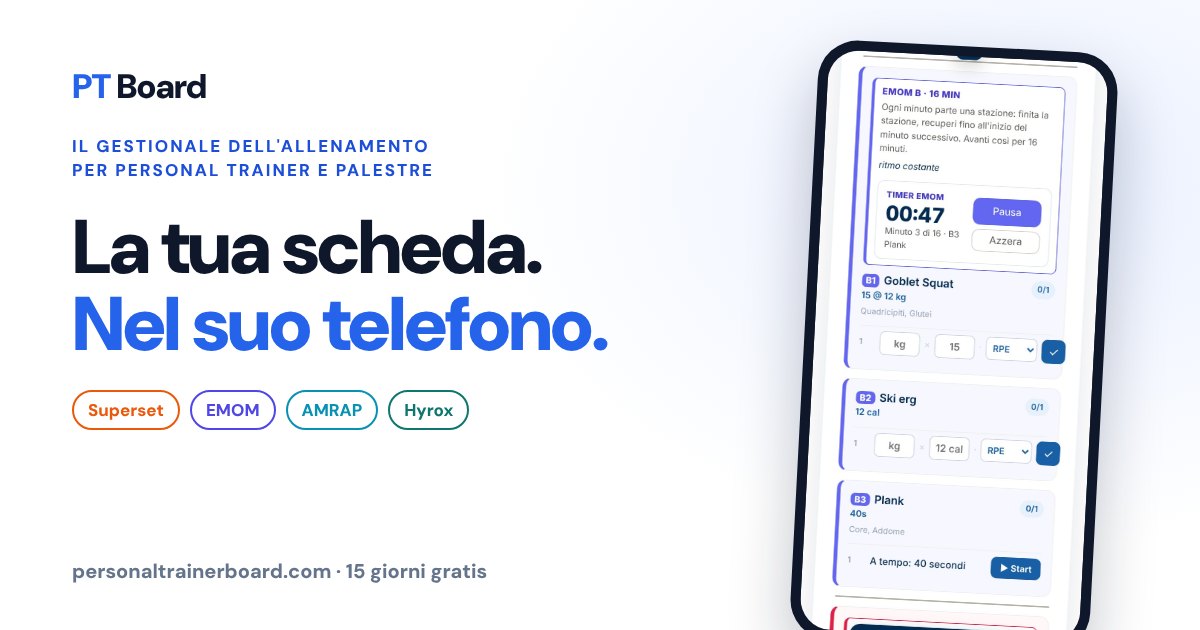 PT Board
IL GESTIONALE DELL'ALLENAMENTO
PER PERSONAL TRAINER E PALESTRE
La tua scheda.
Nel suo telefono.
Superset
EMOM
AMRAP
Hyrox
personaltrainerboard.com · 15 giorni gratis
EMOM B · 16 MIN
Ogni minuto parte una stazione: finita la
stazione, recuperi fino all'inizio del
minuto successivo. Avanti così per 16
minuti.
ritmo costante
TIMER EMOM
00:47
Minuto 3 di 16 · B3
Plank
Pausa
Azzera
B1 Goblet Squat 0/1
15 @ 12 kg
Quadricipiti, Glutei
1 kg × 15 · RPE
B2 Ski erg 0/1
12 cal
1 kg × 12 cal · RPE
B3 Plank 0/1
40s
Core, Addome
1 A tempo: 40 secondi ▶ Start